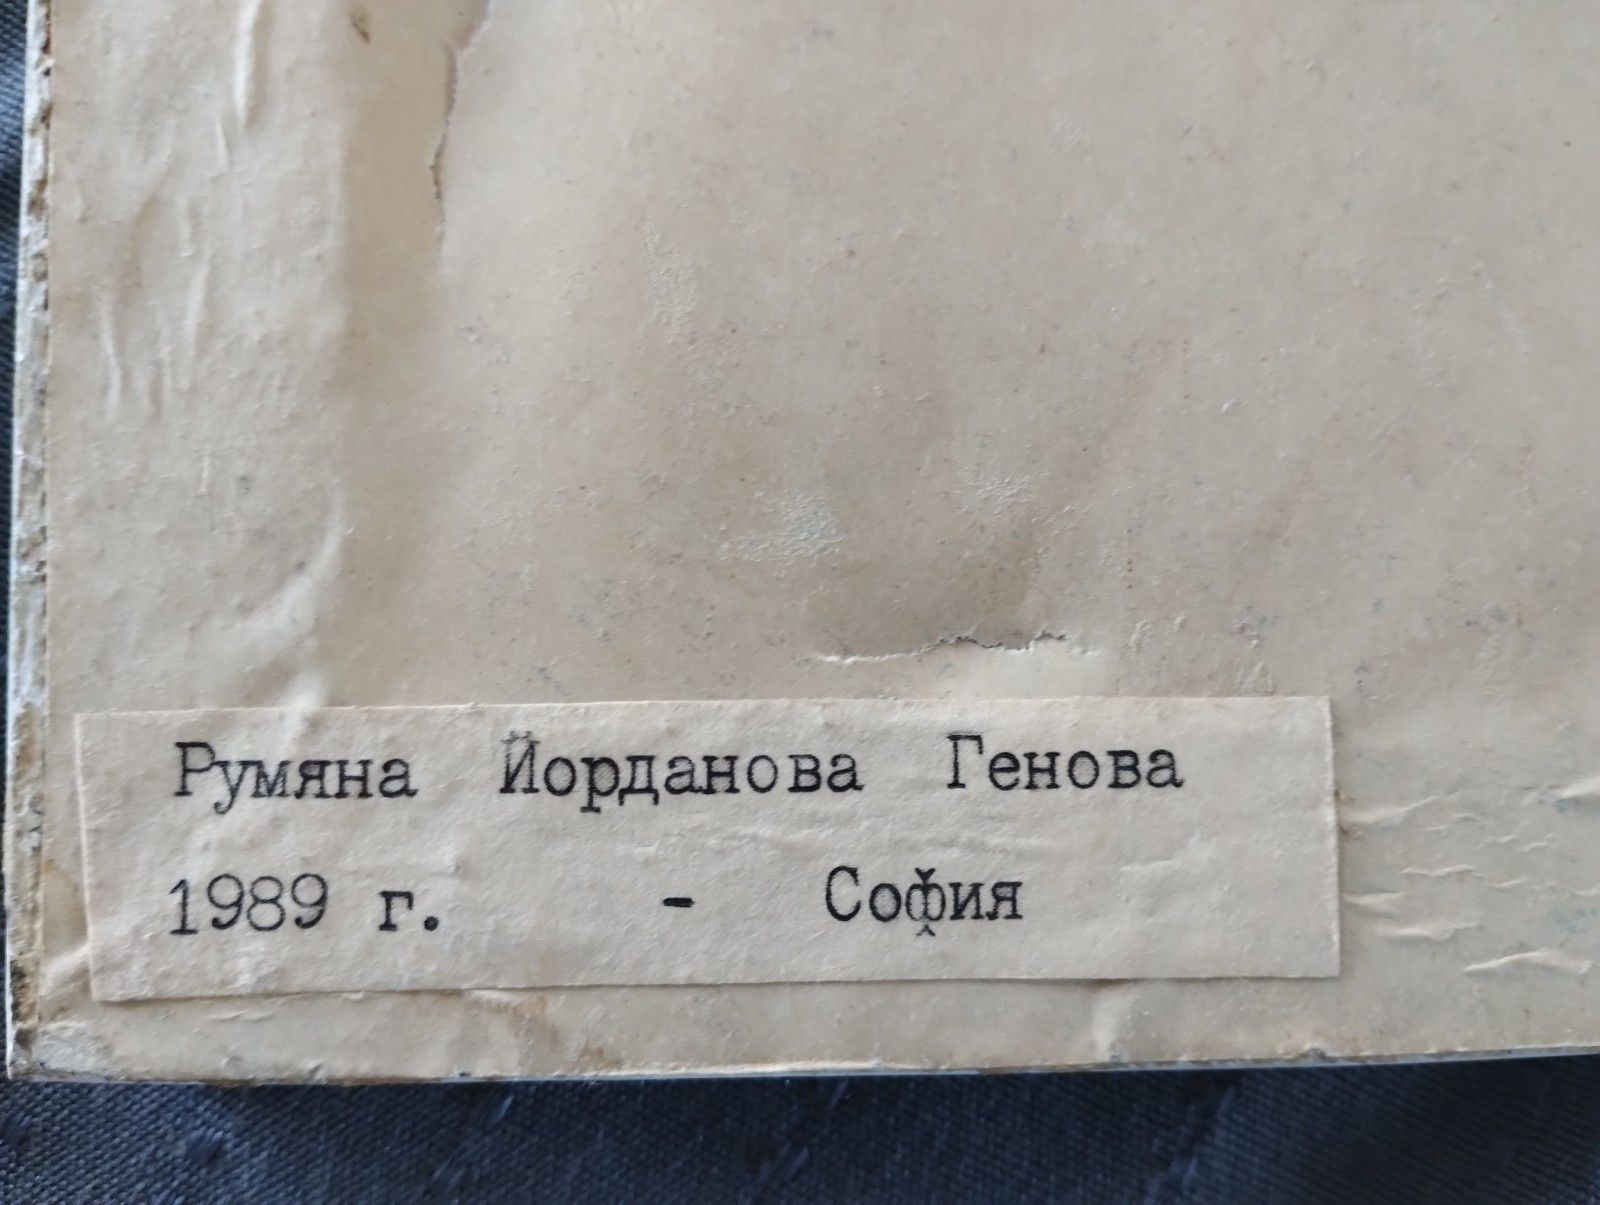 Румяна Йорданова Генова
1989 г. - София